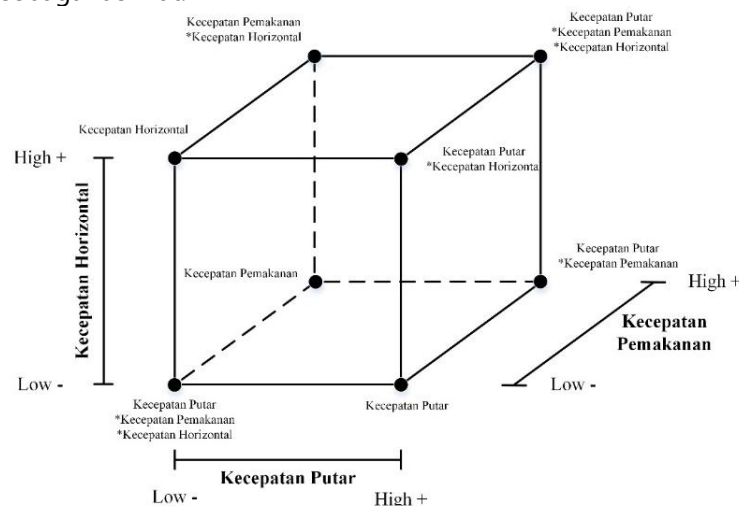 Kecepatan Pemakanan
*Kecepatan Horizontal
Kecepatan Putar
*Kecepatan Pemakanan
*Kecepatan Horizontal
Kecepatan Horizontal
High +
Kecepatan Putar
*Kecepatan Horizonta
Kecepatan Horizontal
Kecepatan Pemakanan
Kecepatan Putar
*Kecepatan Pemakanan
High +
Kecepatan
Pemakanan
Low -
Low -
Kecepatan Putar
*Kecepatan Pemakanan
*Kecepatan Horizontal
Kecepatan Putar
Kecepatan Putar
Low -
High +